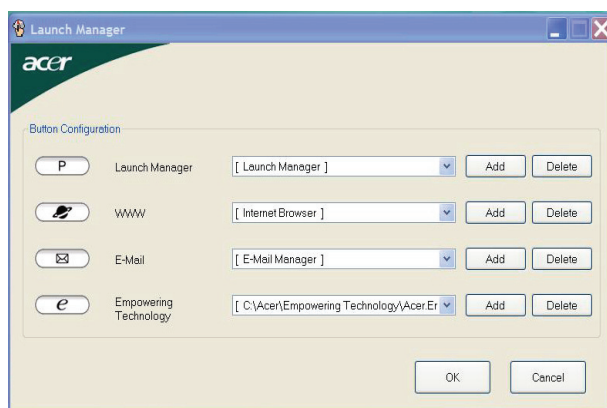 Launch Manager
acer
Button Configuration
P Launch Manager [ Launch Manager ] Add Delete
WWW [ Internet Browser ] Add Delete
E-Mail [ E-Mail Manager ] Add Delete
e Empowering Technology [ C:\Acer\Empowering Technology\Acer.Er Add Delete
OK Cancel